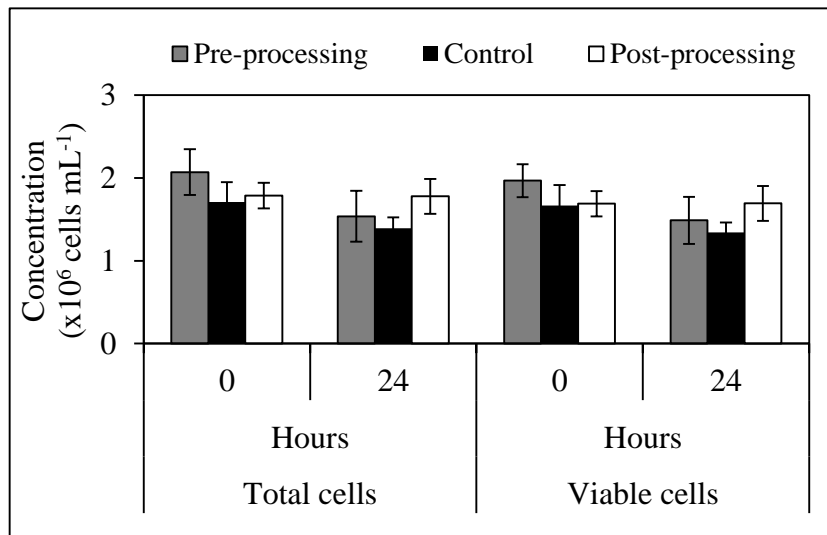 Pre-processing Control Post-processing
Concentration
(x10⁶ cells mL⁻¹)
3
2
1
0
0 24 0 24
Hours Hours
Total cells Viable cells